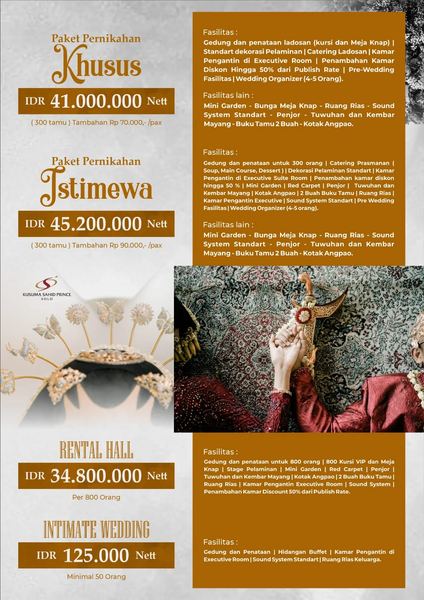 Paket Pernikahan
Khusus
IDR 41.000.000 Nett
( 300 tamu ) Tambahan Rp 70.000,- /pax
Fasilitas :
Gedung dan penataan ladosan (kursi dan Meja Knap) |
Standart dekorasi Pelaminan | Catering Ladosan | Kamar
Pengantin di Executive Room | Penambahan Kamar
Diskon Hingga 50% dari Publish Rate | Pre-Wedding
Fasilitas | Wedding Organizer (4-5 Orang).
Fasilitas lain :
Mini Garden - Bunga Meja Knap - Ruang Rias - Sound
System Standart - Penjor - Tuwuhan dan Kembar
Mayang - Buku Tamu 2 Buah - Kotak Angpao.
Paket Pernikahan
Istimewa
IDR 45.200.000 Nett
( 300 tamu ) Tambahan Rp 90.000,- /pax
Fasilitas :
Gedung dan penataan untuk 300 orang | Catering Prasmanan |
Soup, Main Course, Dessert ) | Dekorasi Pelaminan Standart | Kamar
Pengantin di Executive Suite Room | Penambahan kamar diskon
hingga 50 % | Mini Garden | Red Carpet | Penjor | Tuwuhan dan
Kembar Mayang | Kotak Angpao | 2 Buah Buku Tamu | Ruang Rias |
Kamar Pengantin Executive | Sound System Standart | Pre Wedding
Fasilitas | Wedding Organizer (4-5 orang).
Fasilitas lain :
Mini Garden - Bunga Meja Knap - Ruang Rias - Sound
System Standart - Penjor - Tuwuhan dan Kembar
Mayang - Buku Tamu 2 Buah - Kotak Angpao.
KUSUMA SAHID PRINCE
SOLO
RENTAL HALL
IDR 34.800.000 Nett
Per 800 Orang
Fasilitas :
Gedung dan penataan untuk 800 orang | 800 Kursi VIP dan Meja
Knap | Stage Pelaminan | Mini Garden | Red Carpet | Penjor |
Tuwuhan dan Kembar Mayang | Kotak Angpao | 2 Buah Buku Tamu |
Ruang Rias | Kamar Pengantin Executive Room | Sound System |
Penambahan Kamar Discount 50% dari Publish Rate.
INTIMATE WEDDING
IDR 125.000 Nett
Minimal 50 Orang
Fasilitas :
Gedung dan Penataan | Hidangan Buffet | Kamar Pengantin di
Executive Room | Sound System Standart | Ruang Rias Keluarga.